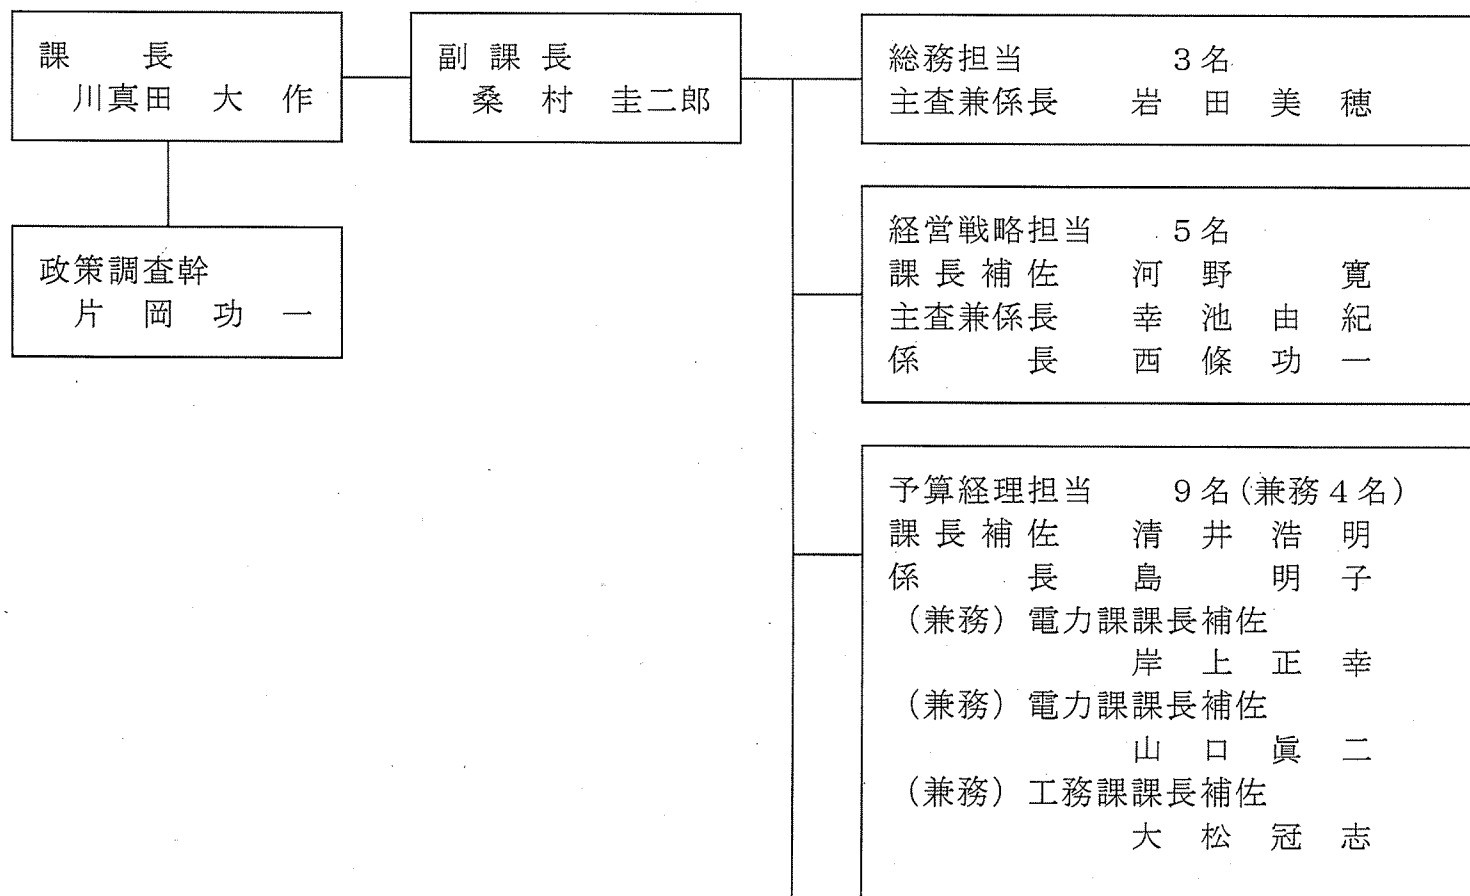 課長
川真田 大作
副課長
桑村 圭二郎
政策調査幹
片岡功一
総務担当 3名
主査兼係長 岩田美穂
経営戦略担当 5名
課長補佐 河野 寛
主査兼係長 幸池由紀
係長 西條功一
予算経理担当 9名(兼務4名)
課長補佐 清井浩明
係長 島 明子
(兼務) 電力課課長補佐
岸上正幸
(兼務) 電力課課長補佐
山口眞二
(兼務) 工務課課長補佐
大松冠志